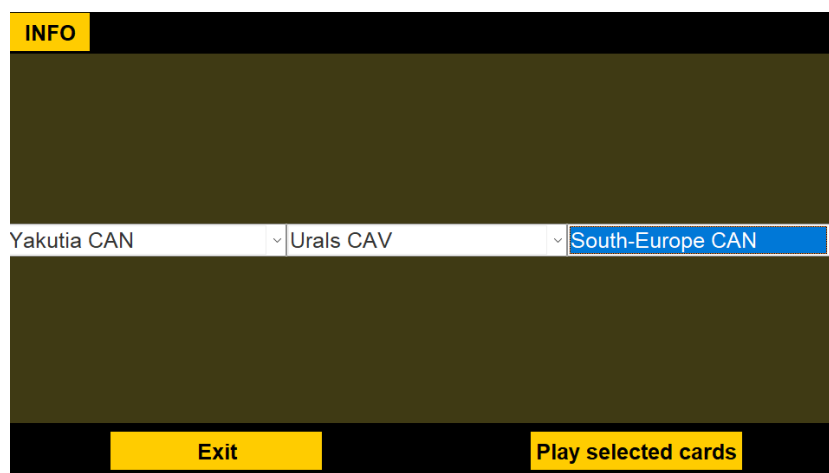 INFO
Yakutia CAN Urals CAV South-Europe CAN
Exit Play selected cards